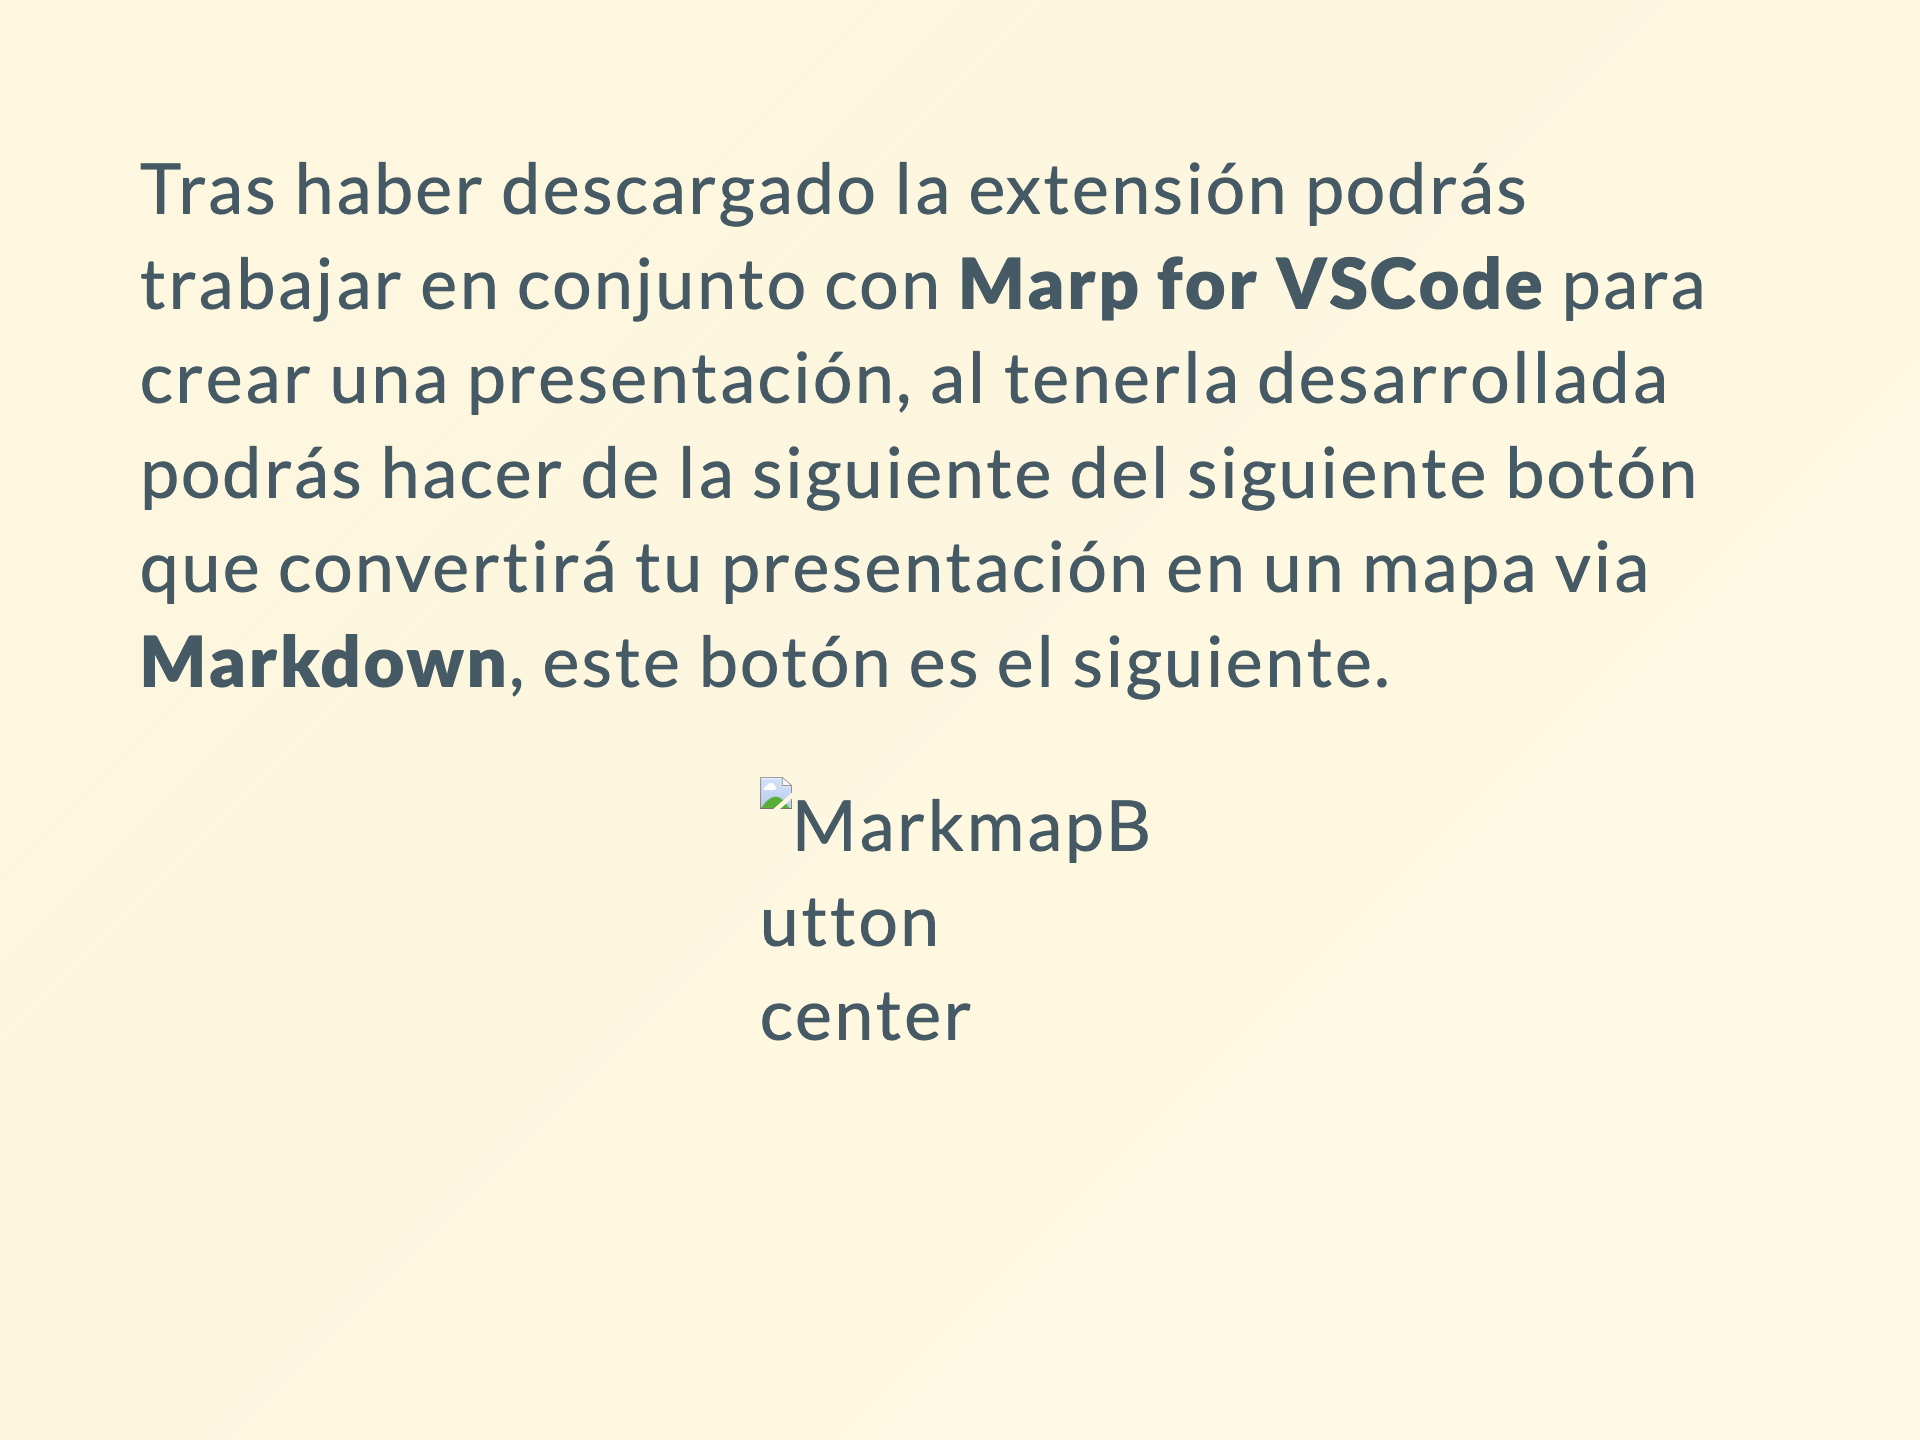 Tras haber descargado la extensión podrás
trabajar en conjunto con Marp for VSCode para
crear una presentación, al tenerla desarrollada
podrás hacer de la siguiente del siguiente botón
que convertirá tu presentación en un mapa via
Markdown, este botón es el siguiente.
MarkmapB
utton
center